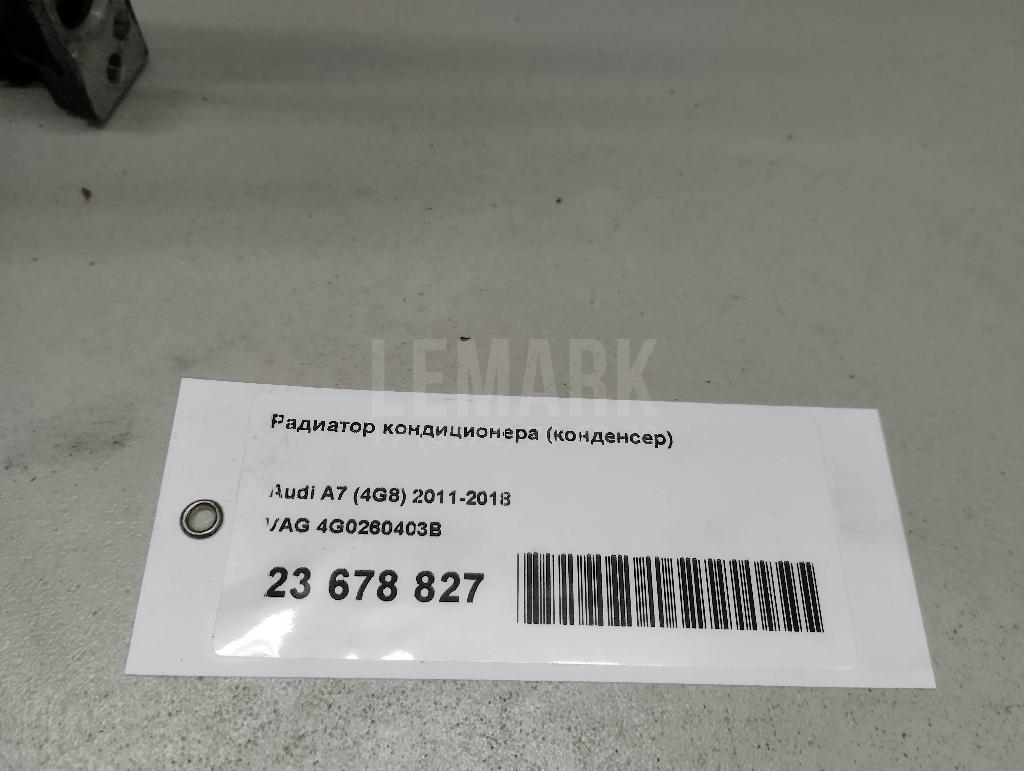 LEMARK
Радиатор кондиционера (конденсер)
Audi A7 (4G8) 2011-2018
VAG 4G0260403B
23 678 827